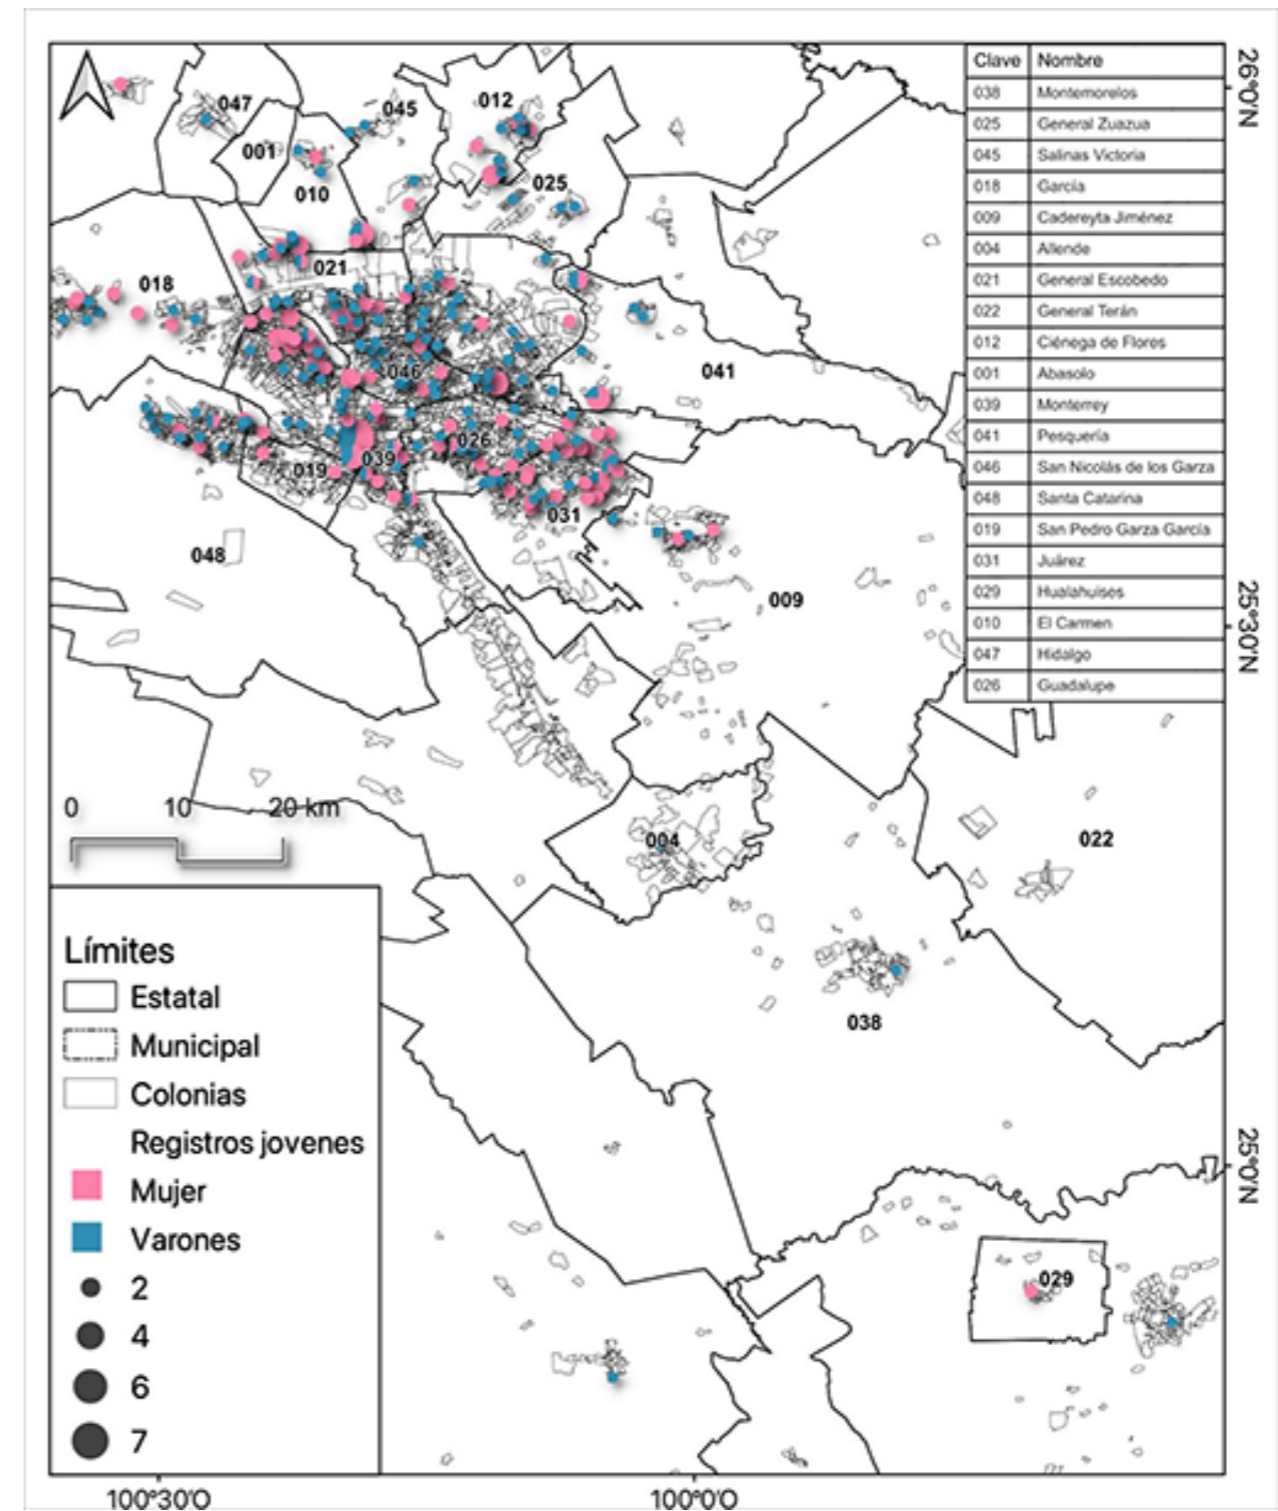 Clave Nombre
038 Montemorelos
025 General Zuazua
045 Salinas Victoria
018 García
009 Cadereyta Jiménez
004 Allende
021 General Escobedo
022 General Terán
012 Ciénega de Flores
001 Abasolo
039 Monterrey
041 Pesquería
046 San Nicolás de los Garza
048 Santa Catarina
019 San Pedro Garza García
031 Juárez
029 Hualahuises
010 El Carmen
047 Hidalgo
026 Guadalupe
26°0'N
25°30'N
25°0'N
047
045
012
001
010
025
021
018
046
041
026
039
019
031
048
009
0 10 20 km
004
022
038
029
Límites
Estatal
Municipal
Colonias
Registros jovenes
Mujer
Varones
2
4
6
7
100°30'O
100°0'O